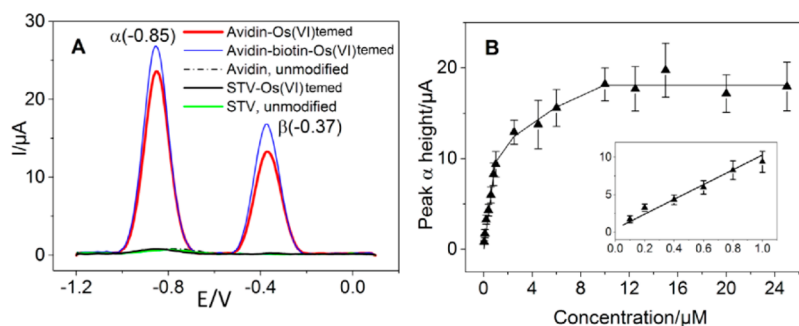 A
α(-0.85)
β(-0.37)
Avidin-Os(VI)temed
Avidin-biotin-Os(VI)temed
Avidin, unmodified
STV-Os(VI)temed
STV, unmodified
I/µA
30
20
10
0
-1.2
-0.8
-0.4
0.0
E/V
B
Peak α height/µA
20
10
0
0
4
8
12
16
20
24
Concentration/µM
10
5
0
0.2
0.4
0.6
0.8
1.0